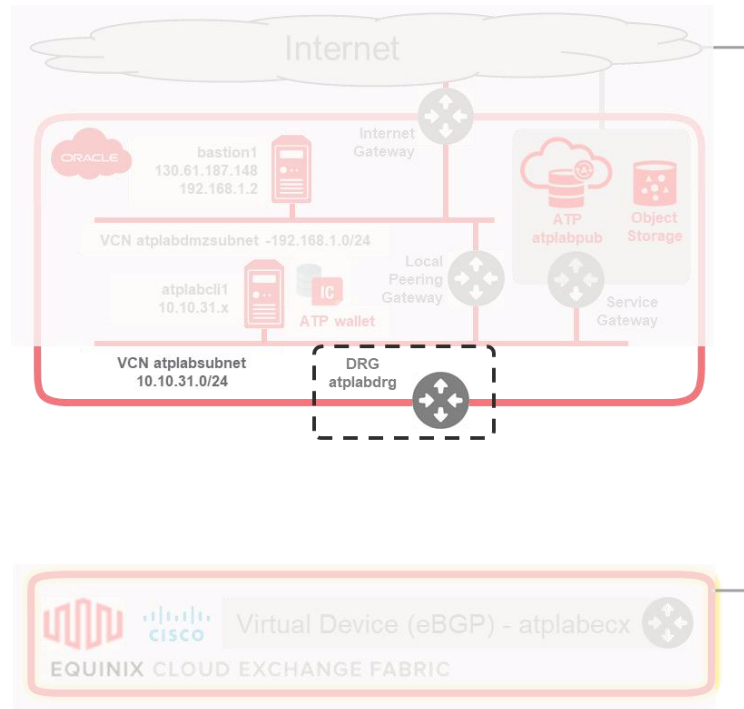 Internet
ORACLE
bastion1
130.61.187.148
192.168.1.2
Internet
Gateway
ATP
atplabpub
Object
Storage
VCN atplabdmzsubnet -192.168.1.0/24
Local
Peering
Gateway
atplabcli1
10.10.31.x
IC
ATP wallet
Service
Gateway
VCN atplabsubnet
10.10.31.0/24
DRG
atplabdrg
CISCO
Virtual Device (eBGP) - atplabecx
EQUINIX CLOUD EXCHANGE FABRIC